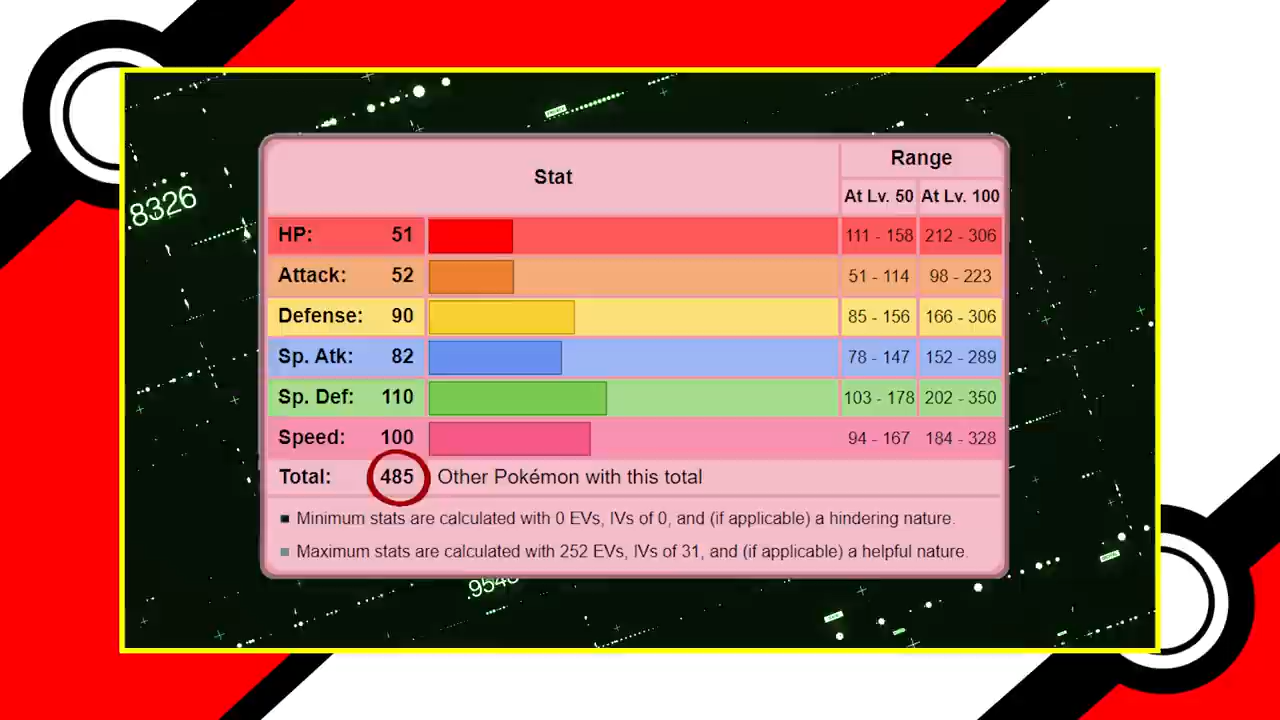 .8326
Stat
Range
At Lv. 50 At Lv. 100
HP: 51 111 - 158 212 - 306
Attack: 52 51 - 114 98 - 223
Defense: 90 85 - 156 166 - 306
Sp. Atk: 82 78 - 147 152 - 289
Sp. Def: 110 103 - 178 202 - 350
Speed: 100 94 - 167 184 - 328
Total: 485 Other Pokémon with this total
Minimum stats are calculated with 0 EVs, IVs of 0, and (if applicable) a hindering nature.
Maximum stats are calculated with 252 EVs, IVs of 31, and (if applicable) a helpful nature.